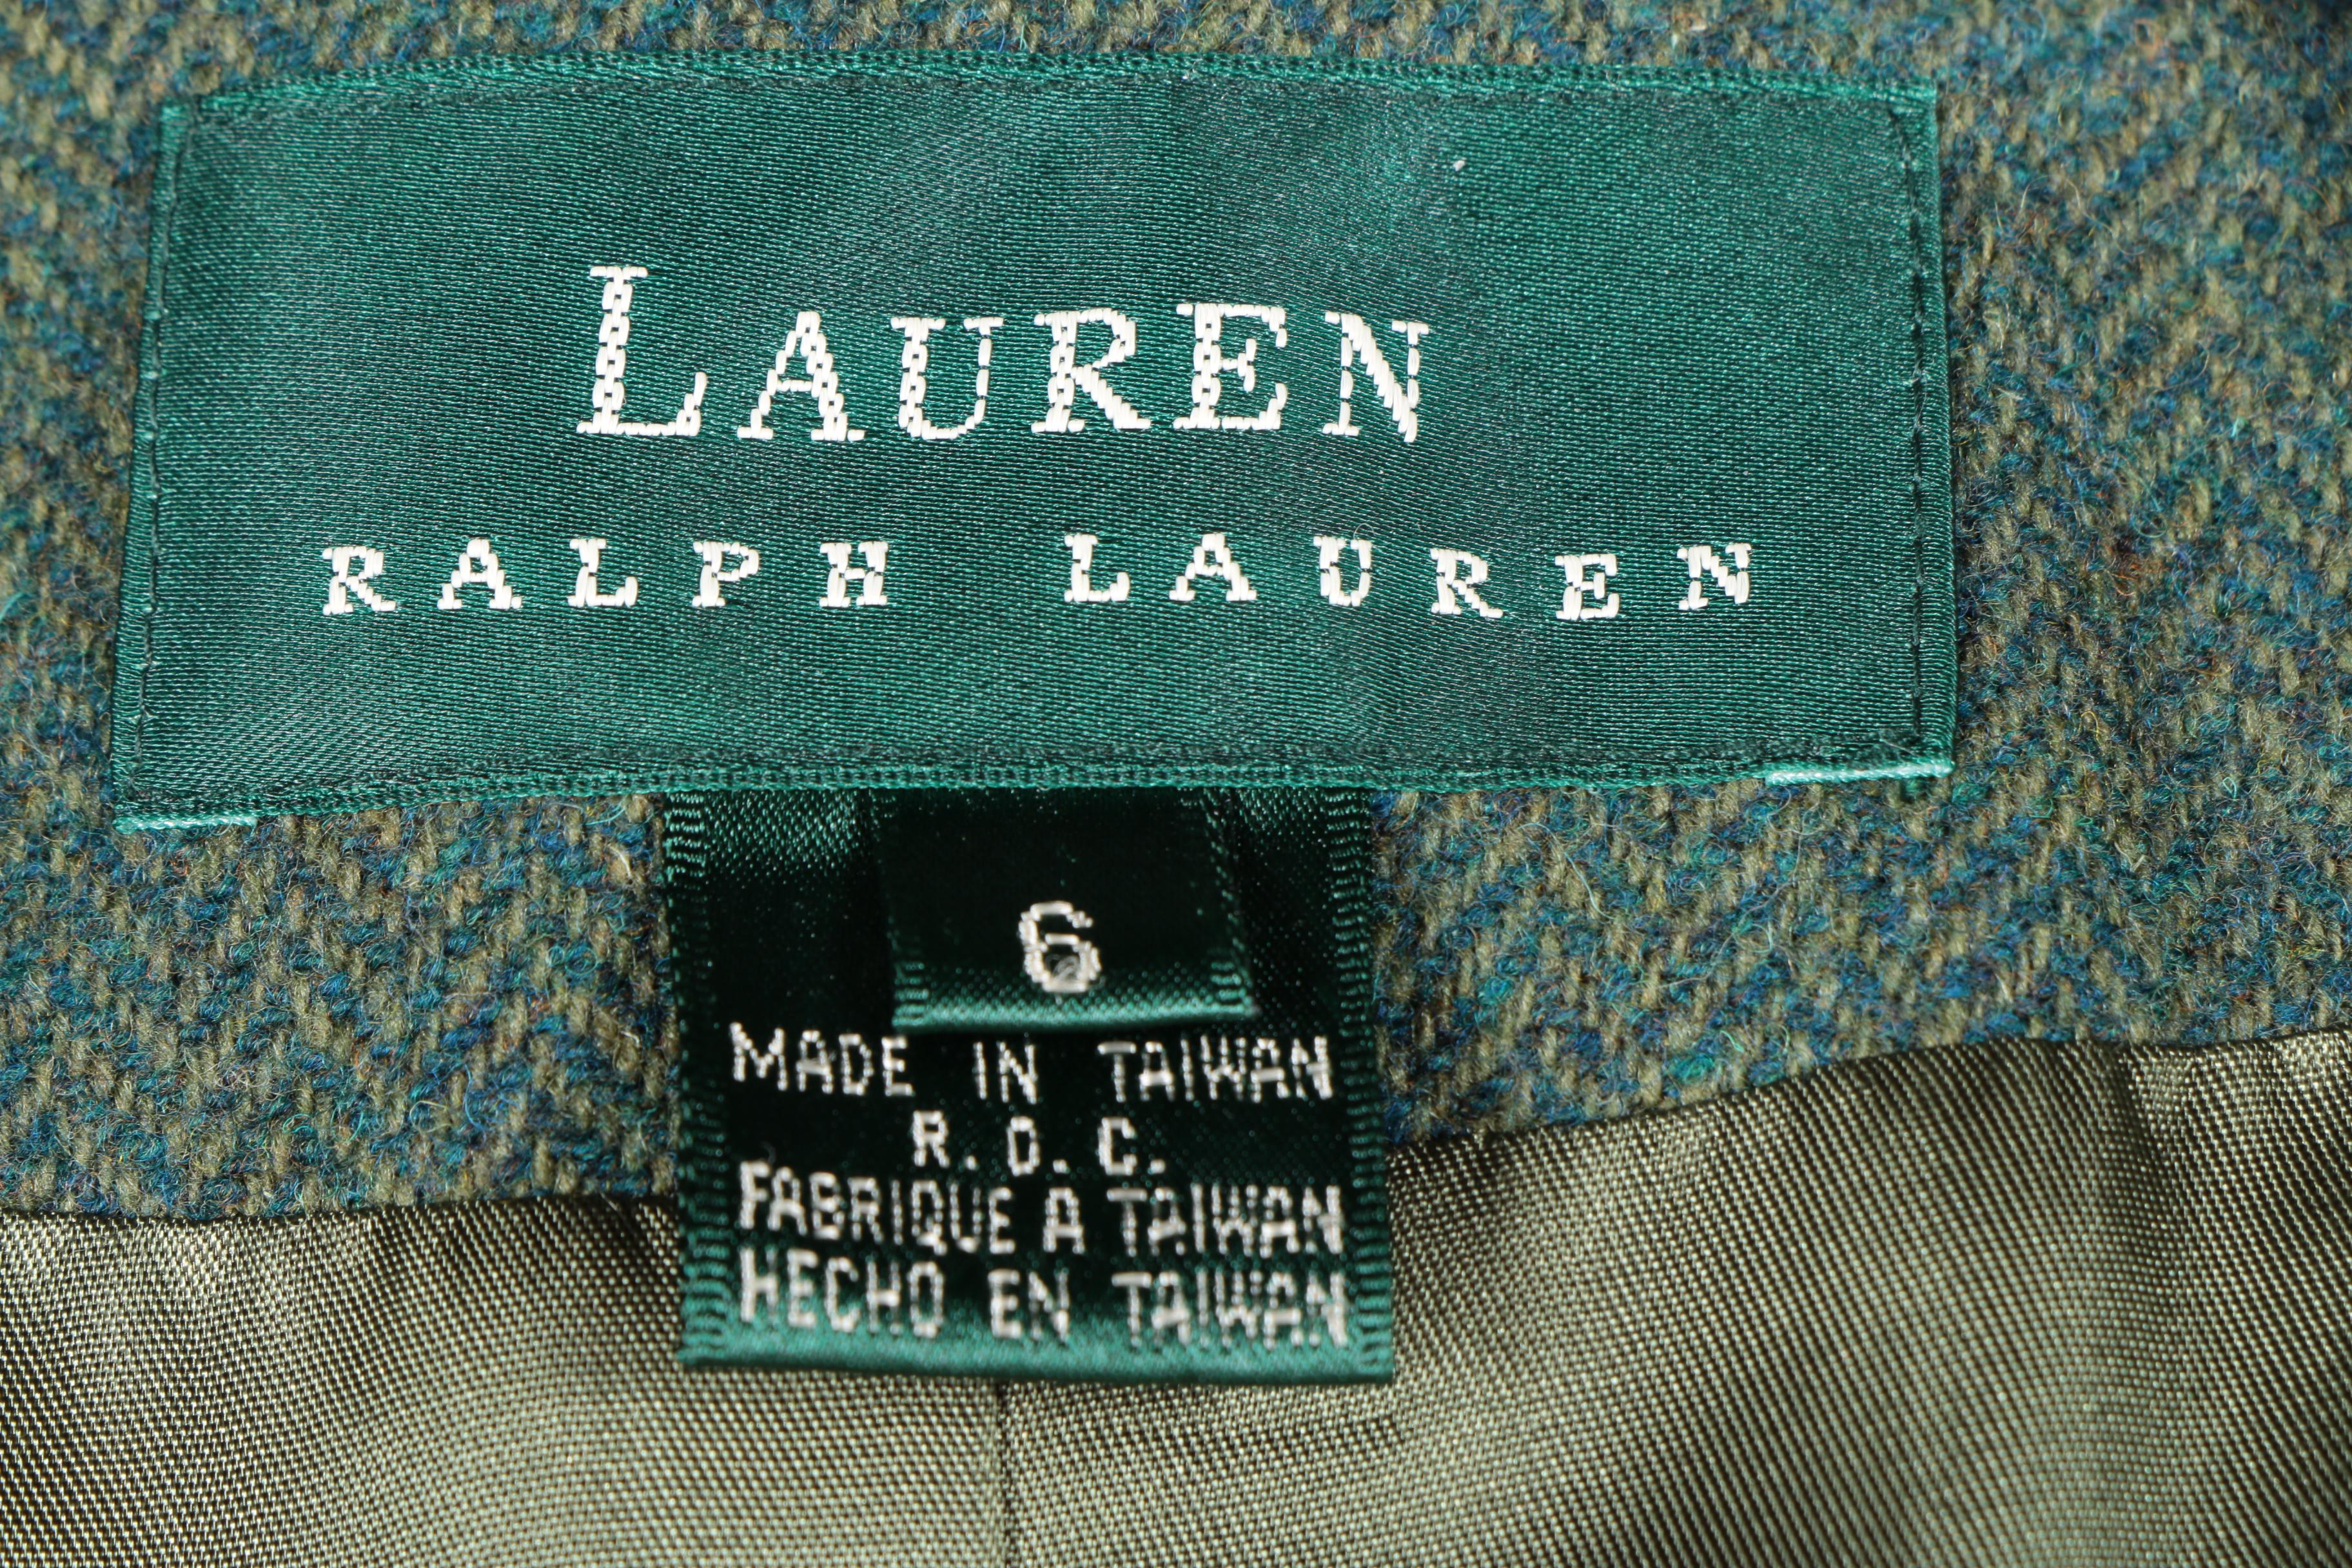 LAUREN
RALPH LAUREN
6
MADE IN TAIWAN
R.O.C.
FABRIQUE A TAIWAN
HECHO EN TAIWAN